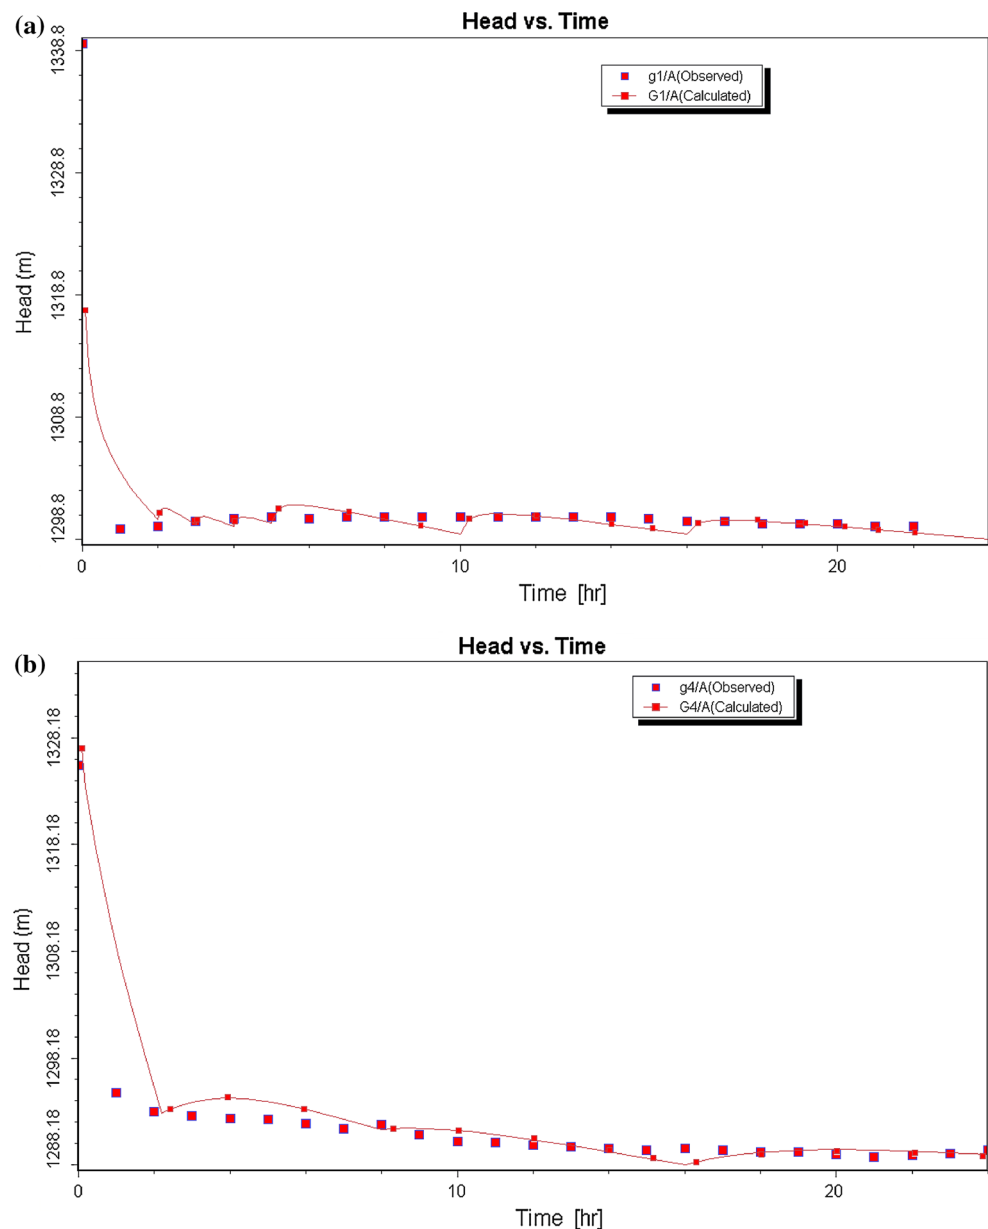 (a)
Head vs. Time
g1/A(Observed)
G1/A(Calculated)
1338.8
1328.8
1318.8
1308.8
1298.8
Head (m)
0
10
20
Time [hr]
(b)
Head vs. Time
g4/A(Observed)
G4/A(Calculated)
1328.18
1318.18
1308.18
1298.18
1288.18
Head (m)
0
10
20
Time [hr]